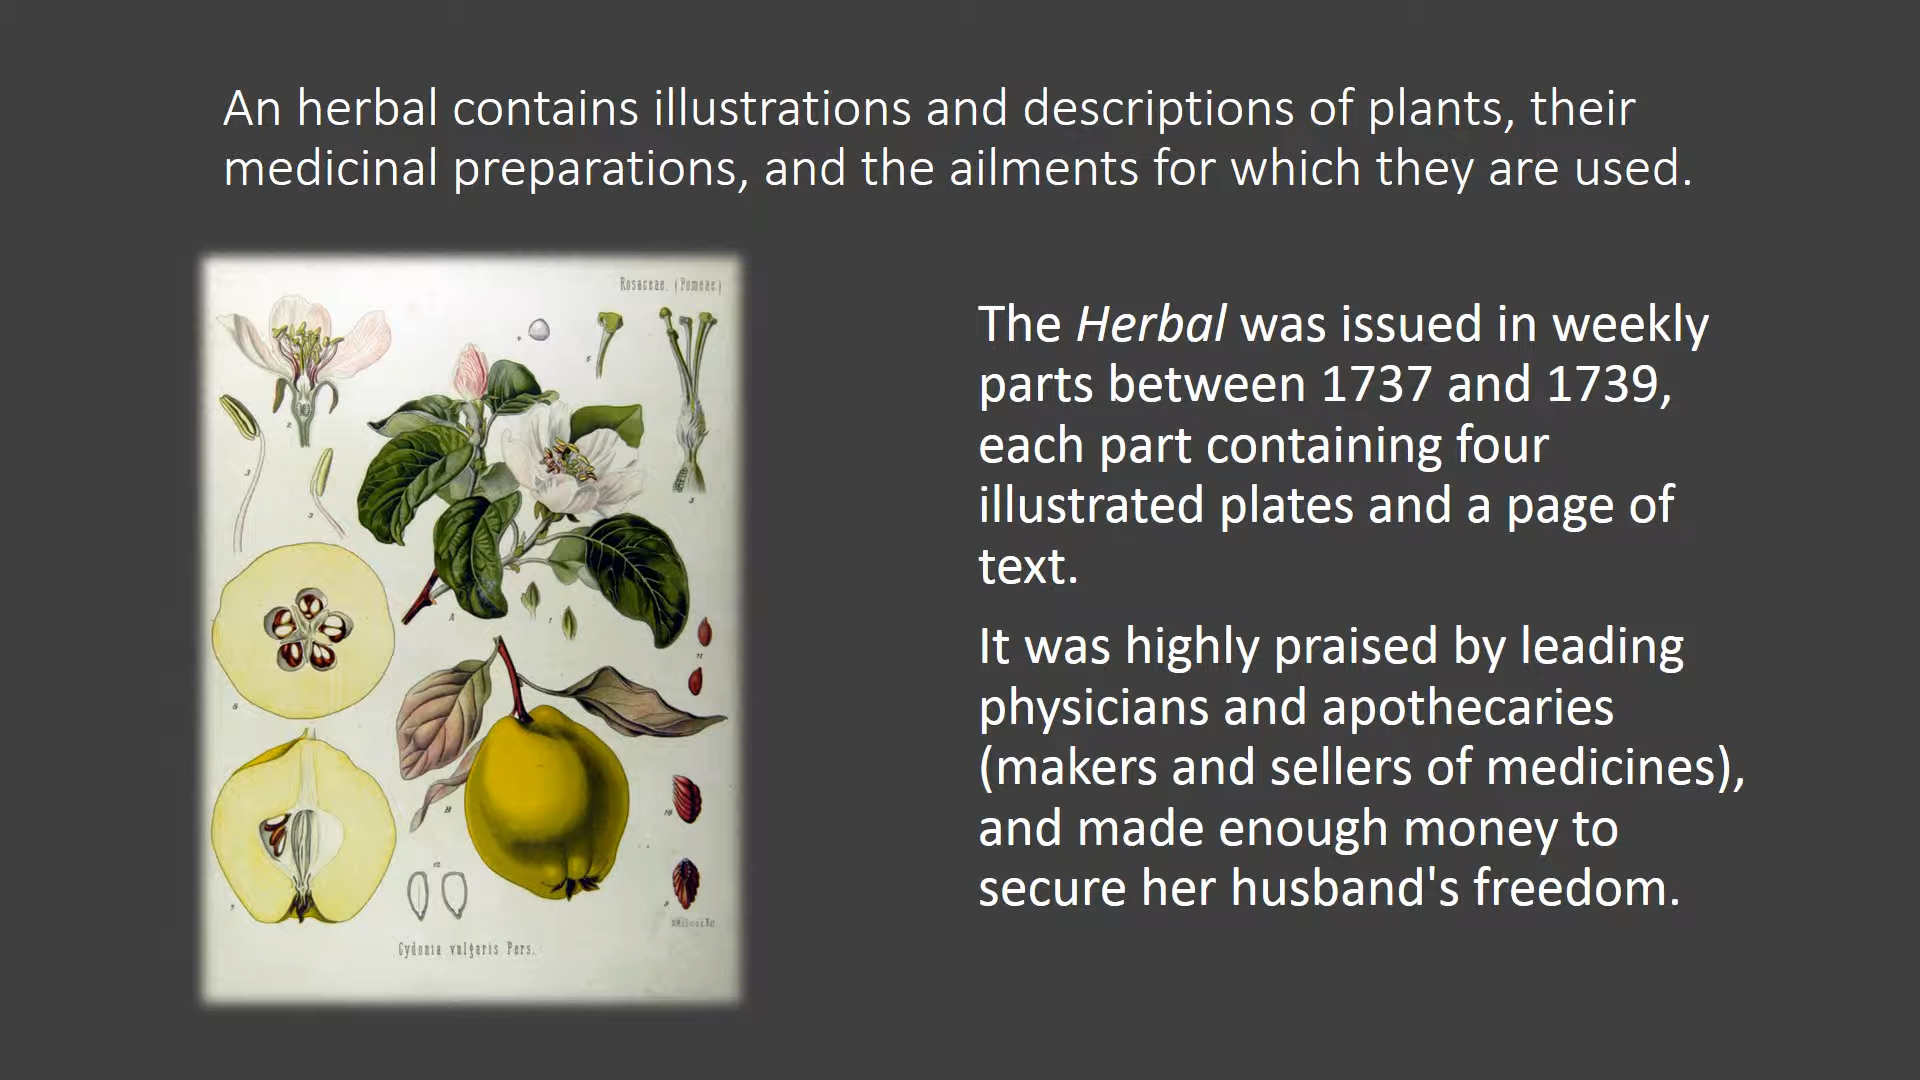 An herbal contains illustrations and descriptions of plants, their
medicinal preparations, and the ailments for which they are used.
Rosaceae. (Pomeae)
The Herbal was issued in weekly
parts between 1737 and 1739,
each part containing four
illustrated plates and a page of
text.
It was highly praised by leading
physicians and apothecaries
(makers and sellers of medicines),
and made enough money to
secure her husband's freedom.
Cydonia vulgaris Pers.